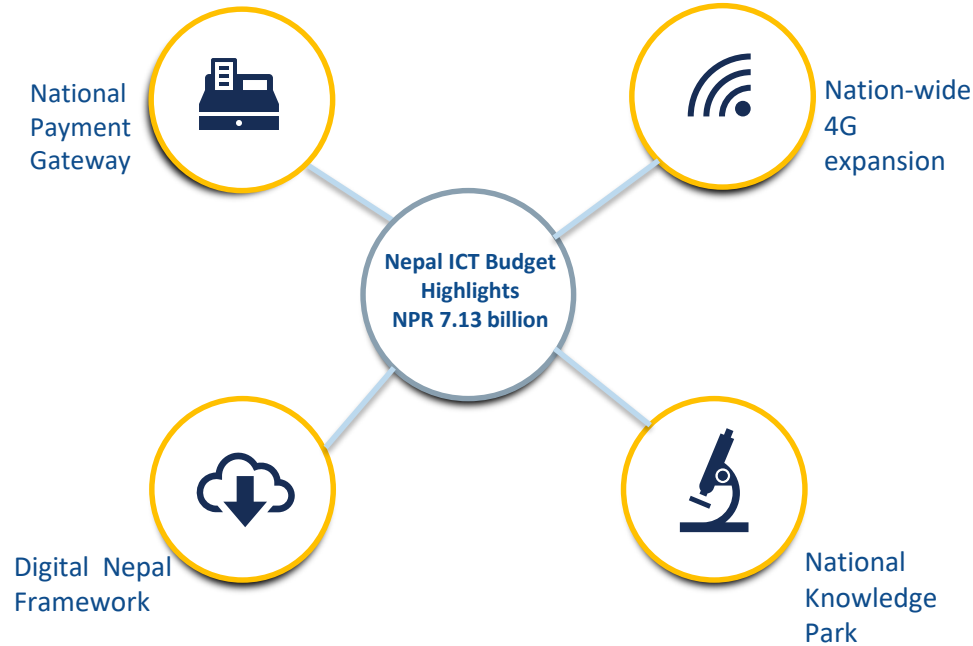 National
Payment
Gateway
Nation-wide
4G
expansion
Nepal ICT Budget
Highlights
NPR 7.13 billion
Digital Nepal
Framework
National
Knowledge
Park